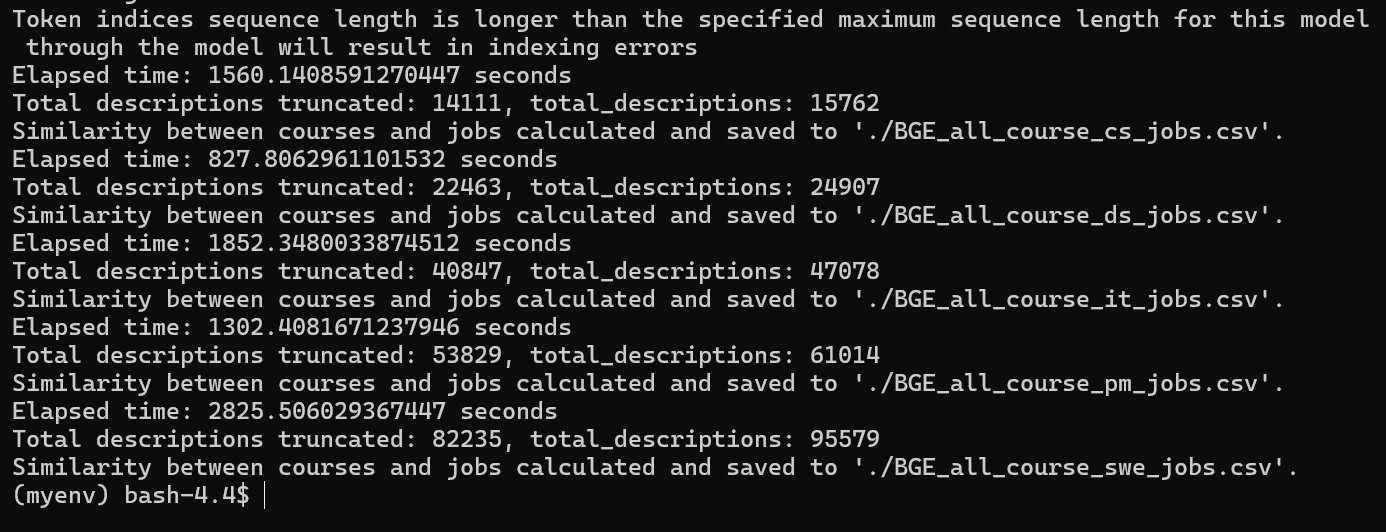 Token indices sequence length is longer than the specified maximum sequence length for this model
 through the model will result in indexing errors
Elapsed time: 1560.1408591270447 seconds
Total descriptions truncated: 14111, total_descriptions: 15762
Similarity between courses and jobs calculated and saved to './BGE_all_course_cs_jobs.csv'.
Elapsed time: 827.8062961101532 seconds
Total descriptions truncated: 22463, total_descriptions: 24907
Similarity between courses and jobs calculated and saved to './BGE_all_course_ds_jobs.csv'.
Elapsed time: 1852.3480033874512 seconds
Total descriptions truncated: 40847, total_descriptions: 47078
Similarity between courses and jobs calculated and saved to './BGE_all_course_it_jobs.csv'.
Elapsed time: 1302.4081671237946 seconds
Total descriptions truncated: 53829, total_descriptions: 61014
Similarity between courses and jobs calculated and saved to './BGE_all_course_pm_jobs.csv'.
Elapsed time: 2825.506029367447 seconds
Total descriptions truncated: 82235, total_descriptions: 95579
Similarity between courses and jobs calculated and saved to './BGE_all_course_swe_jobs.csv'.
(myenv) bash-4.4$